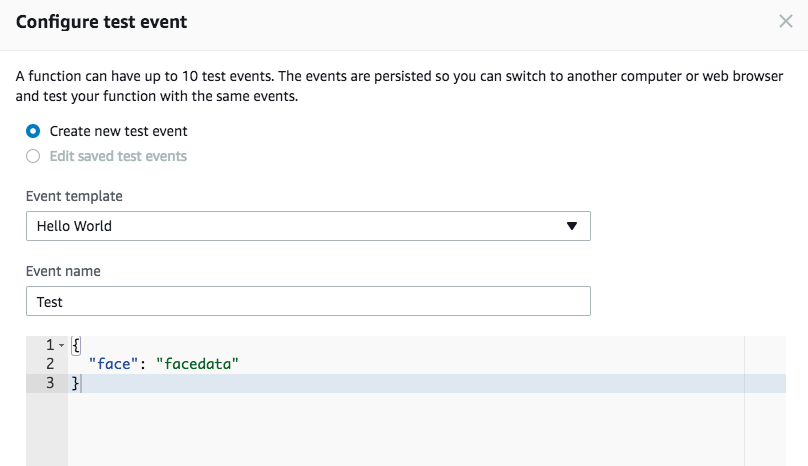 Configure test event
A function can have up to 10 test events. The events are persisted so you can switch to another computer or web browser
and test your function with the same events.
Create new test event
Edit saved test events
Event template
Hello World
Event name
Test
1 {
2 "face": "facedata"
3 }